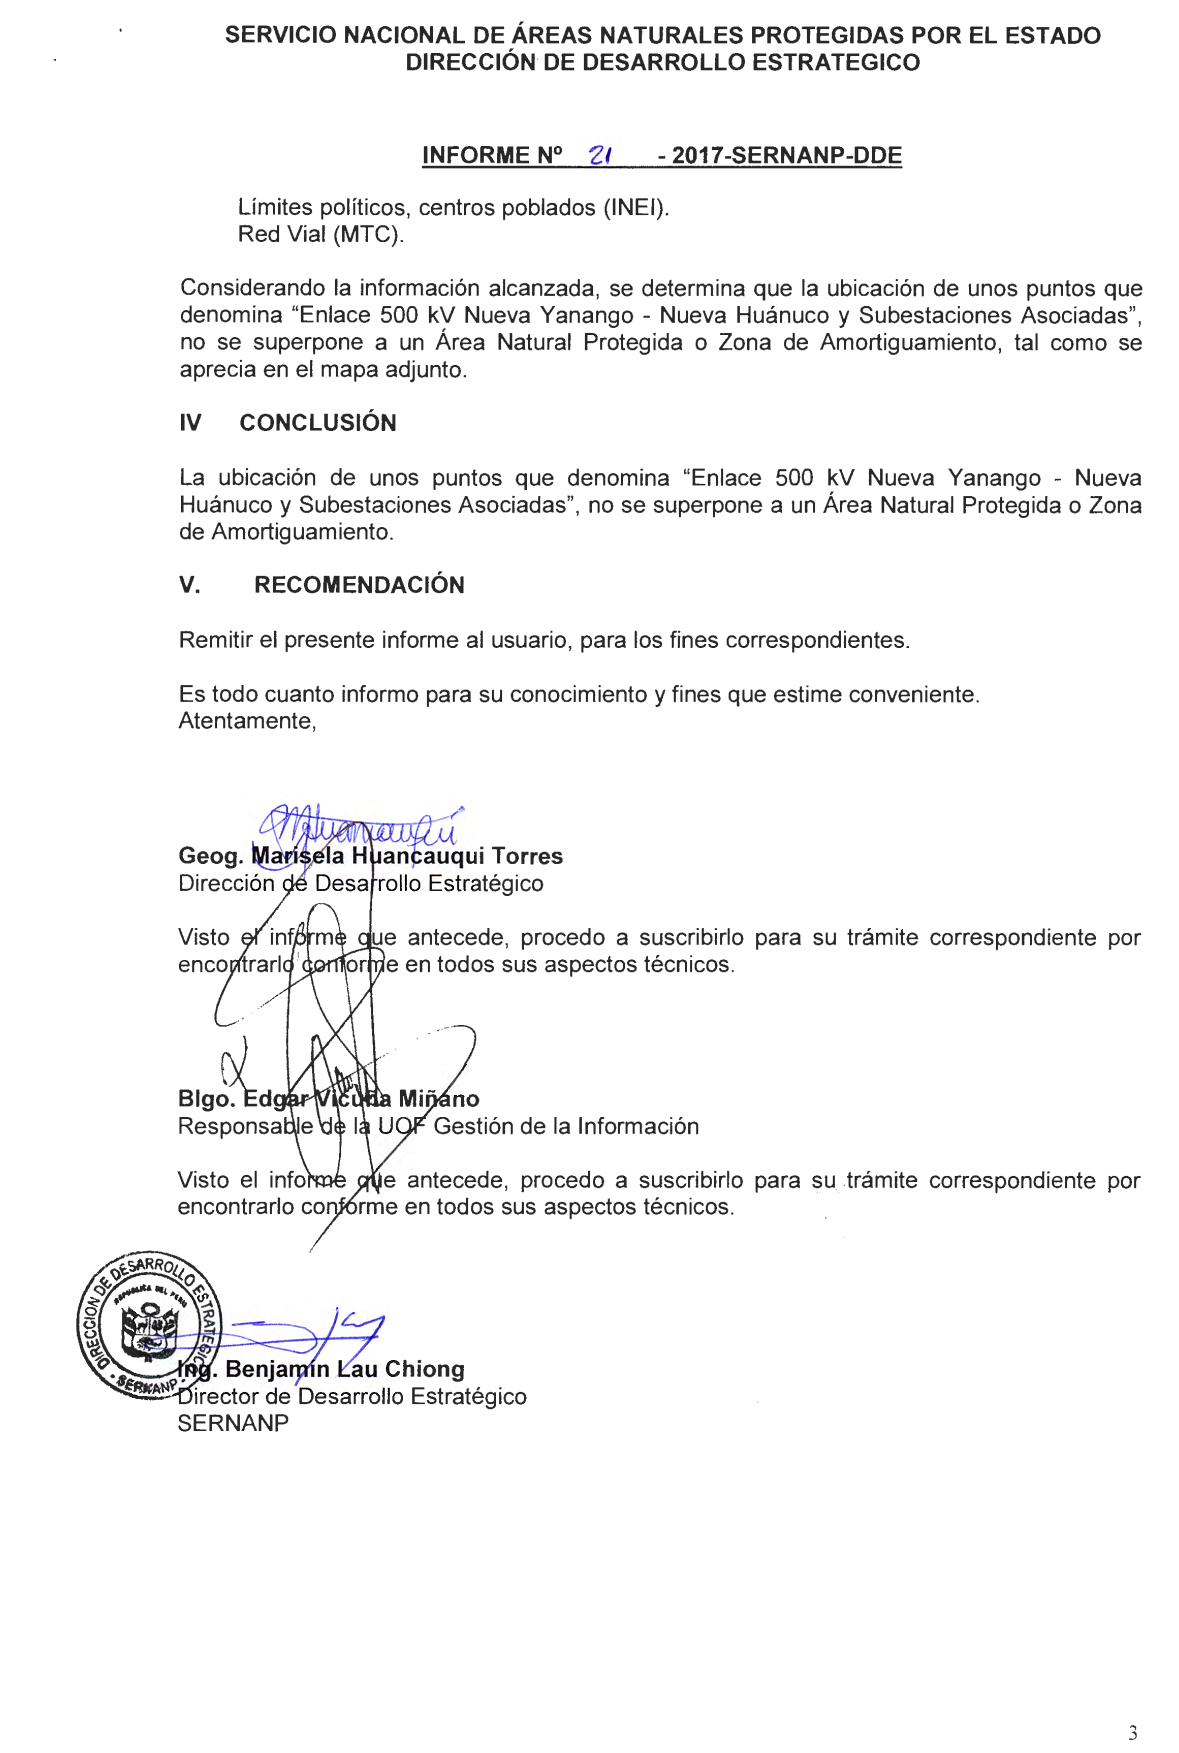 SERVICIO NACIONAL DE ÁREAS NATURALES PROTEGIDAS POR EL ESTADO
DIRECCIÓN DE DESARROLLO ESTRATEGICO
INFORME Nº 21 - 2017-SERNANP-DDE
Límites políticos, centros poblados (INEI).
Red Vial (MTC).
Considerando la información alcanzada, se determina que la ubicación de unos puntos que
denomina “Enlace 500 kV Nueva Yanango - Nueva Huánuco y Subestaciones Asociadas”,
no se superpone a un Área Natural Protegida o Zona de Amortiguamiento, tal como se
aprecia en el mapa adjunto.
IV CONCLUSIÓN
La ubicación de unos puntos que denomina “Enlace 500 kV Nueva Yanango - Nueva
Huánuco y Subestaciones Asociadas”, no se superpone a un Área Natural Protegida o Zona
de Amortiguamiento.
V. RECOMENDACIÓN
Remitir el presente informe al usuario, para los fines correspondientes.
Es todo cuanto informo para su conocimiento y fines que estime conveniente.
Atentamente,
Geog. Marisela Huancauqui Torres
Dirección de Desarrollo Estratégico
Visto el informe que antecede, procedo a suscribirlo para su trámite correspondiente por
encontrarlo conforme en todos sus aspectos técnicos.
Blgo. Edgar Vicuña Miñano
Responsable de la UOF Gestión de la Información
Visto el informe que antecede, procedo a suscribirlo para su trámite correspondiente por
encontrarlo conforme en todos sus aspectos técnicos.
DIRECCION DE DESARROLLO ESTRATEGICO
REPUBLICA DEL PERU
- SERNANP -
Ing. Benjamín Lau Chiong
Director de Desarrollo Estratégico
SERNANP
3